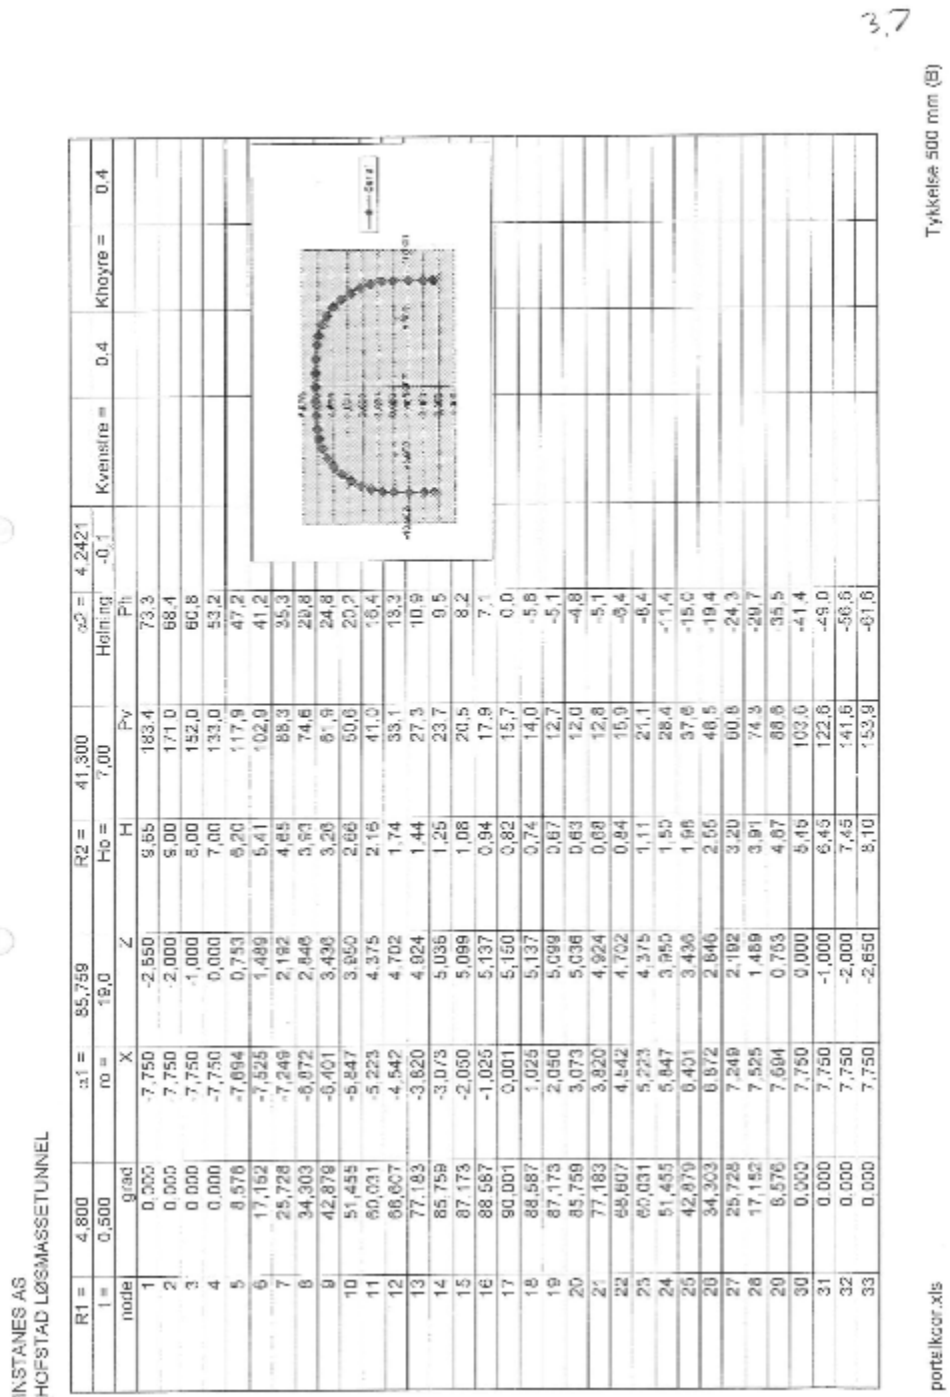 3.7
INSTANES AS
HOFSTAD LØSMASSETUNNEL
R1 = 4,800 α1 = 85,759 R2 = 41,300 α2 = 4,2421
t = 0,500 ro = 19,0 Ho = 7,00 Helning -0,1 Kvenstre = 0,4 Khoyre = 0,4
node grad X Z H Pv Ph
1 0,000 -7,750 -2,650 9,65 183,4 73,3
2 0,000 -7,750 -2,000 9,00 171,0 68,4
3 0,000 -7,750 -1,000 8,00 152,0 60,8
4 0,000 -7,750 0,000 7,00 133,0 53,2
5 8,576 -7,694 0,753 6,20 117,9 47,2
6 17,152 -7,525 1,489 5,41 102,9 41,2
7 25,728 -7,249 2,192 4,65 88,3 35,3
8 34,303 -6,872 2,846 3,93 74,6 29,8
9 42,879 -6,401 3,436 3,26 61,9 24,8
10 51,455 -5,847 3,950 2,66 50,6 20,2
11 60,031 -5,223 4,375 2,16 41,0 16,4
12 68,607 -4,542 4,702 1,74 33,1 13,3
13 77,183 -3,820 4,924 1,44 27,3 10,9
14 85,759 -3,073 5,036 1,25 23,7 9,5
15 87,173 -2,050 5,099 1,08 20,5 8,2
16 88,587 -1,025 5,137 0,94 17,9 7,1
17 90,001 0,001 5,150 0,82 15,7 0,0
18 88,587 1,025 5,137 0,74 14,0 -5,6
19 87,173 2,050 5,099 0,67 12,7 -5,1
20 85,759 3,073 5,036 0,63 12,0 -4,8
21 77,183 3,820 4,924 0,68 12,8 -5,1
22 68,607 4,542 4,702 0,84 15,9 -6,4
23 60,031 5,223 4,375 1,11 21,1 -8,4
24 51,455 5,847 3,950 1,50 28,4 -11,4
25 42,879 6,401 3,436 1,98 37,6 -15,0
26 34,303 6,872 2,846 2,55 48,5 -19,4
27 25,728 7,249 2,192 3,20 60,8 -24,3
28 17,152 7,525 1,489 3,91 74,3 -29,7
29 8,576 7,694 0,753 4,67 88,6 -35,5
30 0,000 7,750 0,000 5,45 103,6 -41,4
31 0,000 7,750 -1,000 6,45 122,6 -49,0
32 0,000 7,750 -2,000 7,45 141,6 -56,6
33 0,000 7,750 -2,650 8,10 153,9 -61,6
portalkoor.xls
Tykkelse 500 mm (B)